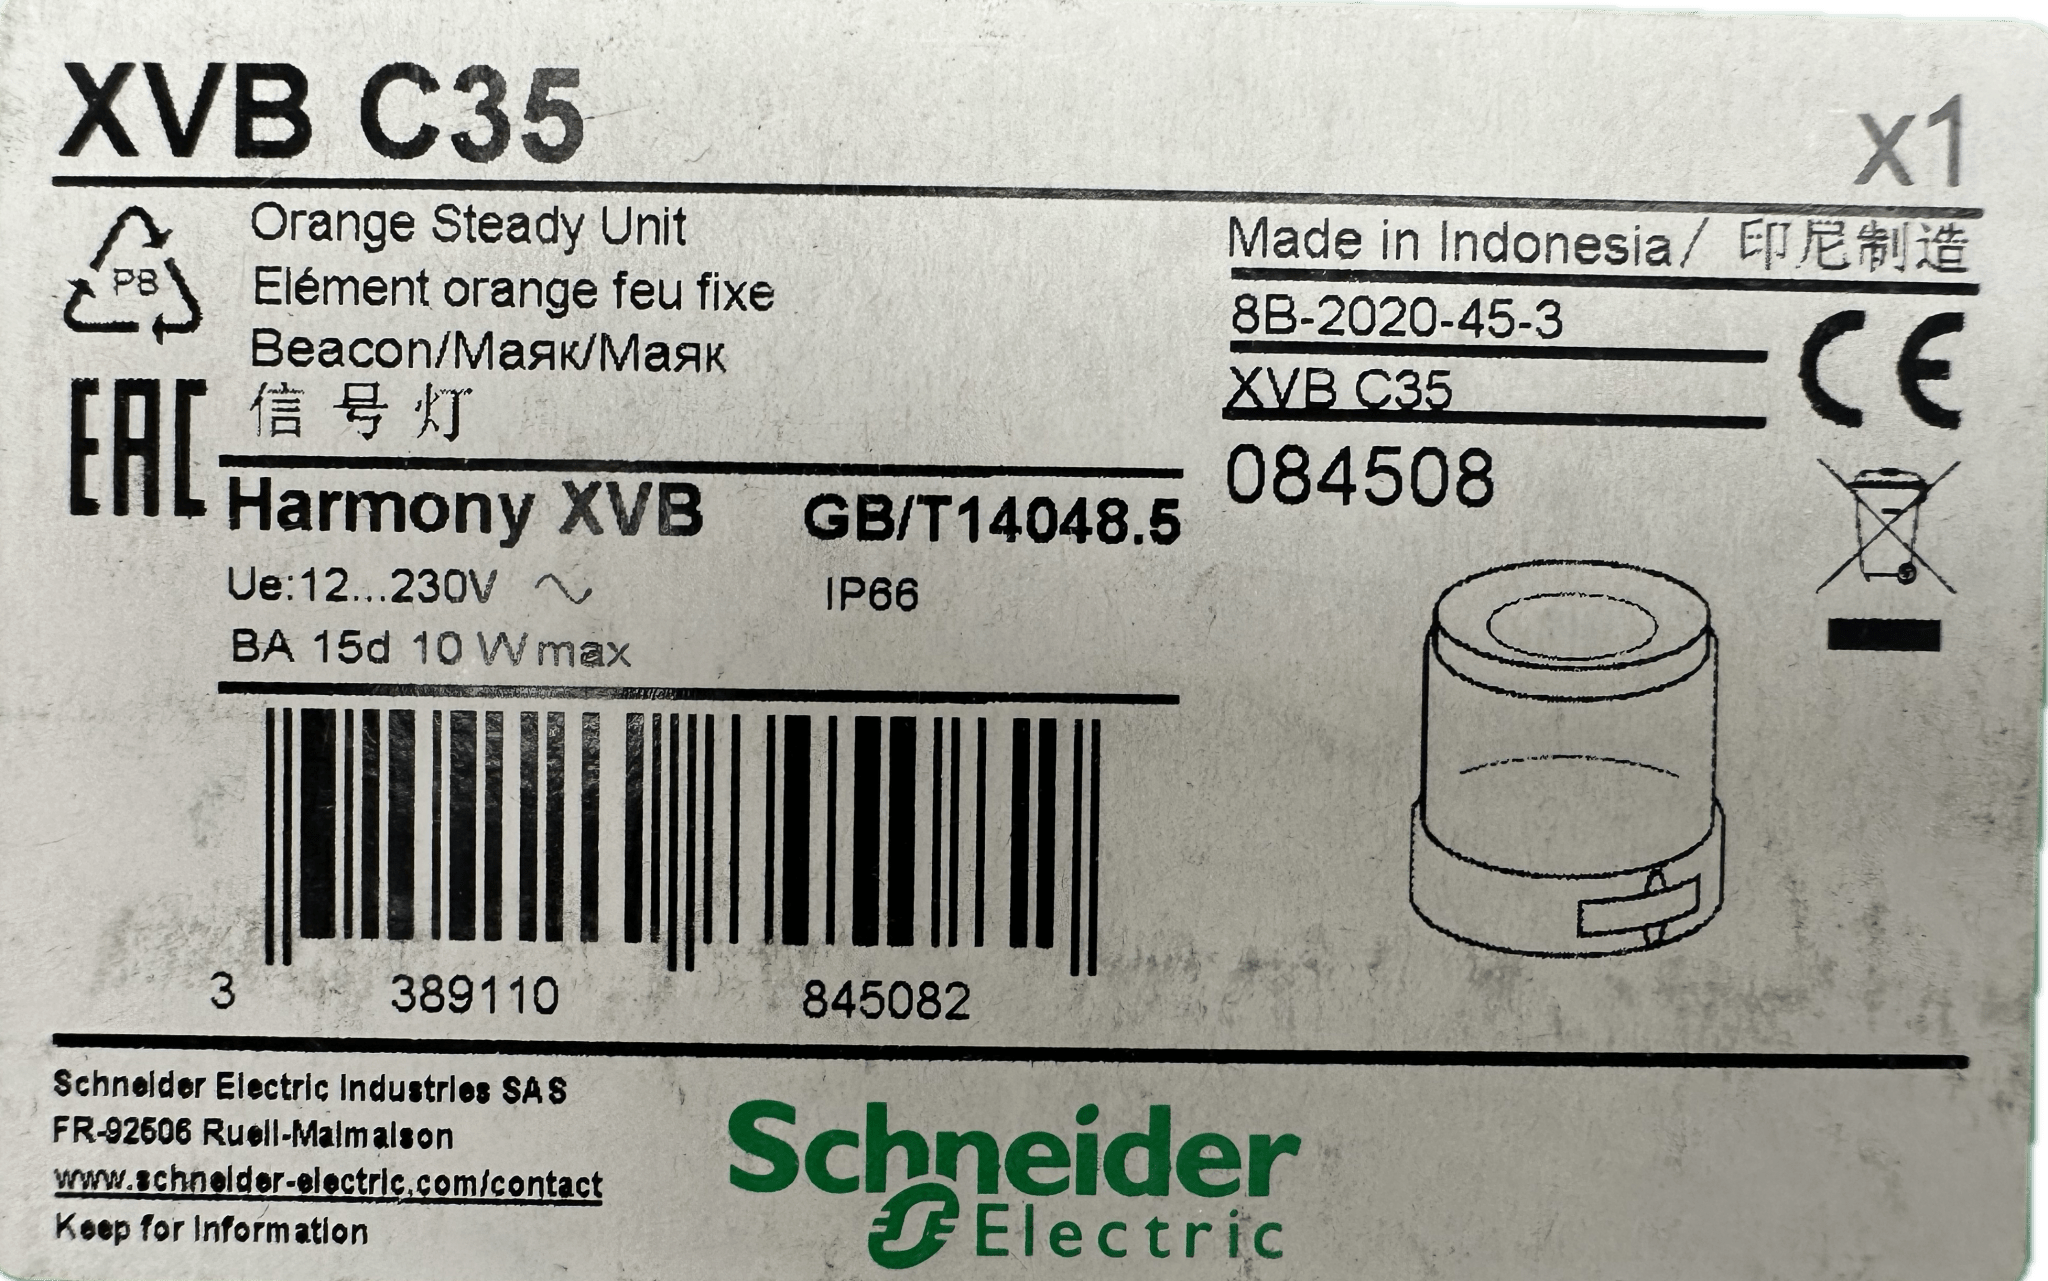 XVB C35
x1
PB
Orange Steady Unit
Elément orange feu fixe
Beacon/Маяк/Маяк
信号灯
EAC
Made in Indonesia/ 印尼制造
8B-2020-45-3
XVB C35
CE
084508
Harmony XVB GB/T14048.5
Ue:12...230V ~ IP66
BA 15d 10 W max
3 389110 845082
Schneider Electric Industries SAS
FR-92506 Rueil-Malmaison
www.schneider-electric.com/contact
Keep for Information
Schneider
Electric